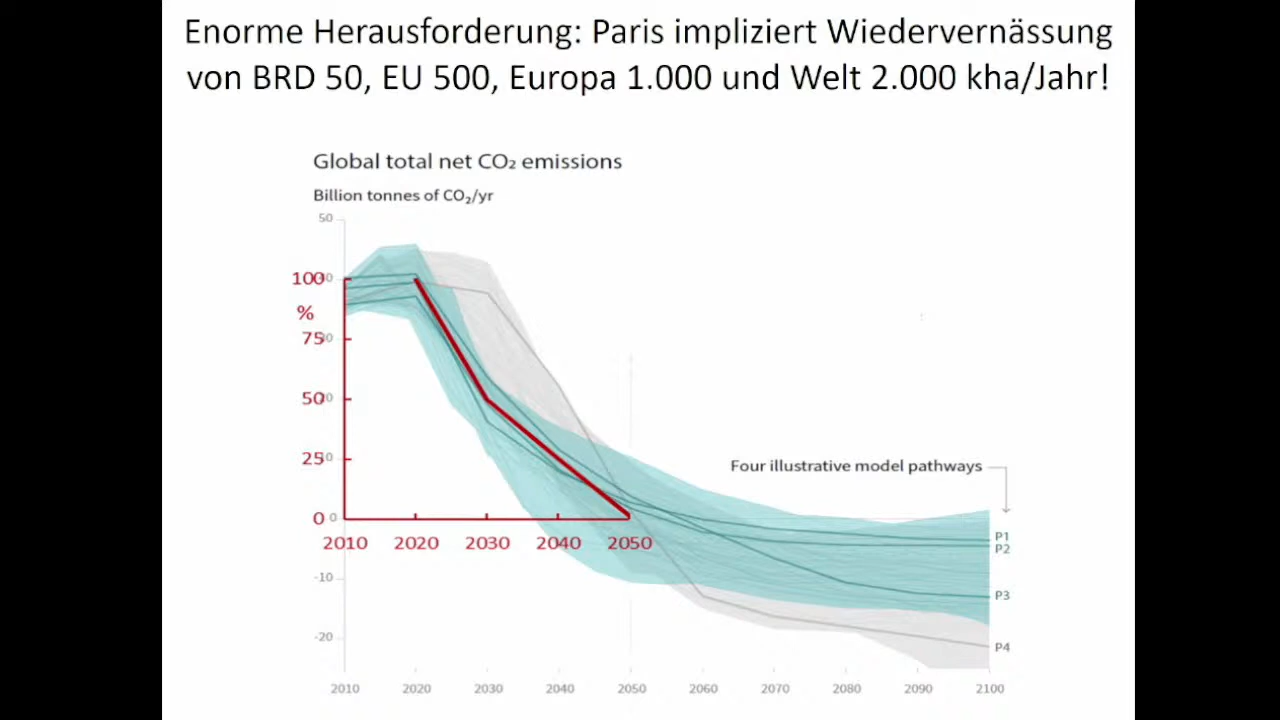 Enorme Herausforderung: Paris impliziert Wiedervernässung
von BRD 50, EU 500, Europa 1.000 und Welt 2.000 kha/Jahr!
Global total net CO₂ emissions
Billion tonnes of CO₂/yr
50
100
%
75
50
25
0 0
2010 2020 2030 2040 2050
-10
-20
Four illustrative model pathways
P1
P2
P3
P4
2010 2020 2030 2040 2050 2060 2070 2080 2090 2100